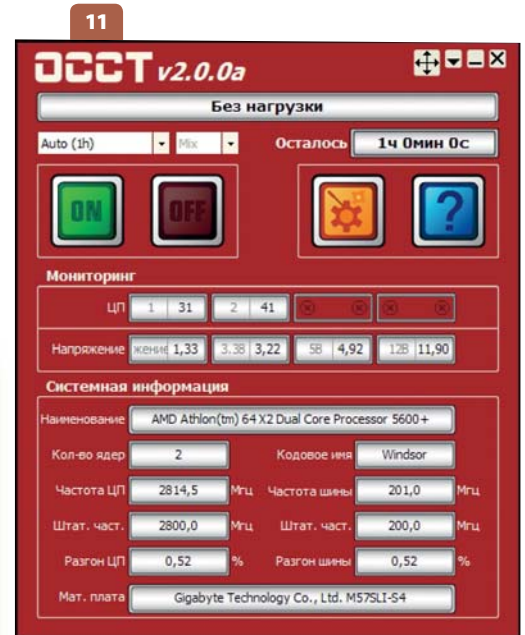 11
OCCT v2.0.0a
Без нагрузки
Auto (1h) Mix Осталось 1ч 0мин 0с
ON OFF ?
Мониторинг
ЦП 1 31 2 41
Напряжение жение 1,33 3.3В 3,22 5В 4,92 12В 11,90
Системная информация
Наименование AMD Athlon(tm) 64 X2 Dual Core Processor 5600+
Кол-во ядер 2 Кодовое имя Windsor
Частота ЦП 2814,5 Мгц Частота шины 201,0 Мгц
Штат. част. 2800,0 Мгц Штат. част. 200,0 Мгц
Разгон ЦП 0,52 % Разгон шины 0,52 %
Мат. плата Gigabyte Technology Co., Ltd. M57SLI-S4